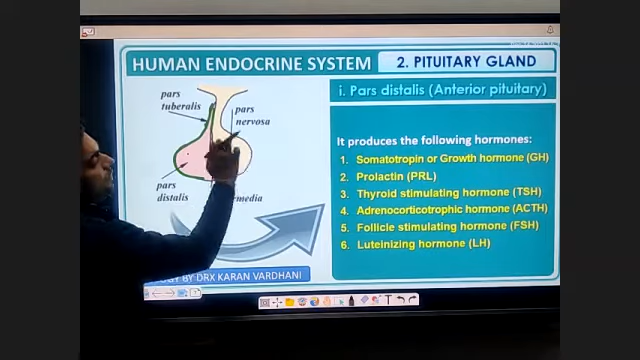 HUMAN ENDOCRINE SYSTEM
2. PITUITARY GLAND
i. Pars distalis (Anterior pituitary)
pars
tuberalis
pars
nervosa
pars
distalis
media
It produces the following hormones:
1. Somatotropin or Growth hormone (GH)
2. Prolactin (PRL)
3. Thyroid stimulating hormone (TSH)
4. Adrenocorticotrophic hormone (ACTH)
5. Follicle stimulating hormone (FSH)
6. Luteinizing hormone (LH)
OGY BY DRX KARAN VARDHANI